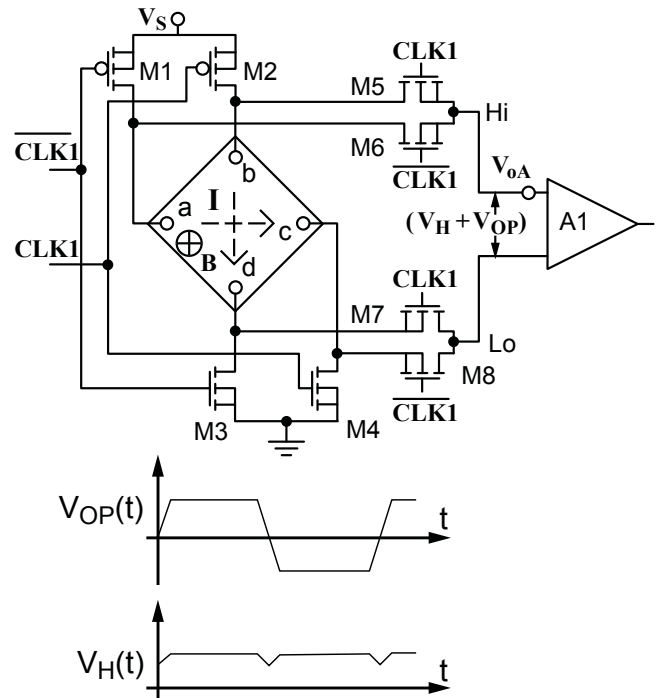 V_S
M1
M2
CLK1
M5
Hi
M6
CLK1
CLK1
CLK1
a
b
c
d
I
B
V_oA
(V_H + V_OP)
A1
M7
CLK1
Lo
M8
CLK1
M3
M4
V_OP(t)
t
V_H(t)
t